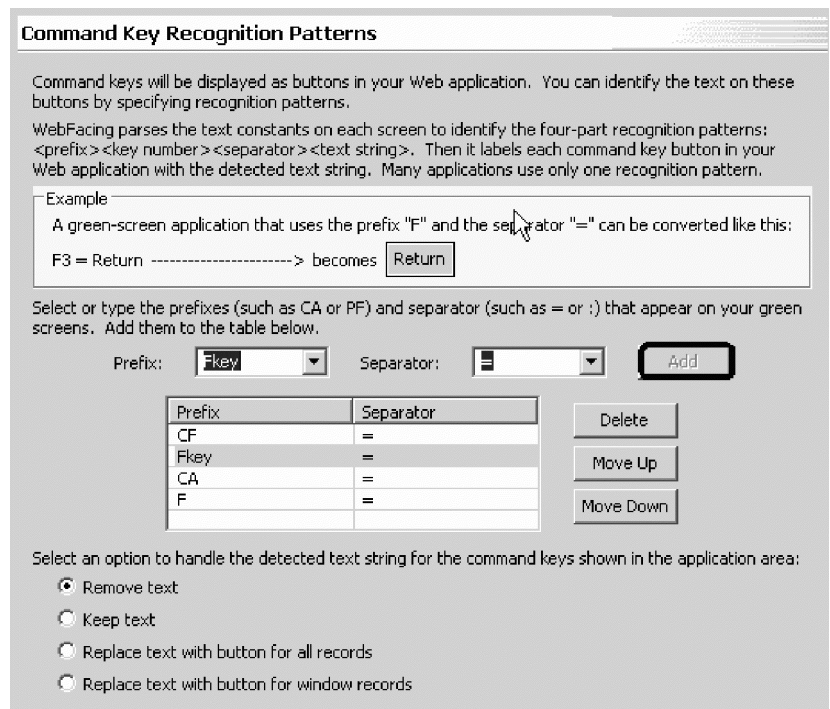 Command Key Recognition Patterns
Command keys will be displayed as buttons in your Web application. You can identify the text on these
buttons by specifying recognition patterns.
WebFacing parses the text constants on each screen to identify the four-part recognition patterns:
<prefix><key number><separator><text string>. Then it labels each command key button in your
Web application with the detected text string. Many applications use only one recognition pattern.
Example
A green-screen application that uses the prefix "F" and the separator "=" can be converted like this:
F3 = Return -----------------------> becomes Return
Select or type the prefixes (such as CA or PF) and separator (such as = or :) that appear on your green
screens. Add them to the table below.
Prefix: Fkey Separator: = Add
Prefix Separator
CF =
Fkey =
CA =
F =
Delete
Move Up
Move Down
Select an option to handle the detected text string for the command keys shown in the application area:
Remove text
Keep text
Replace text with button for all records
Replace text with button for window records